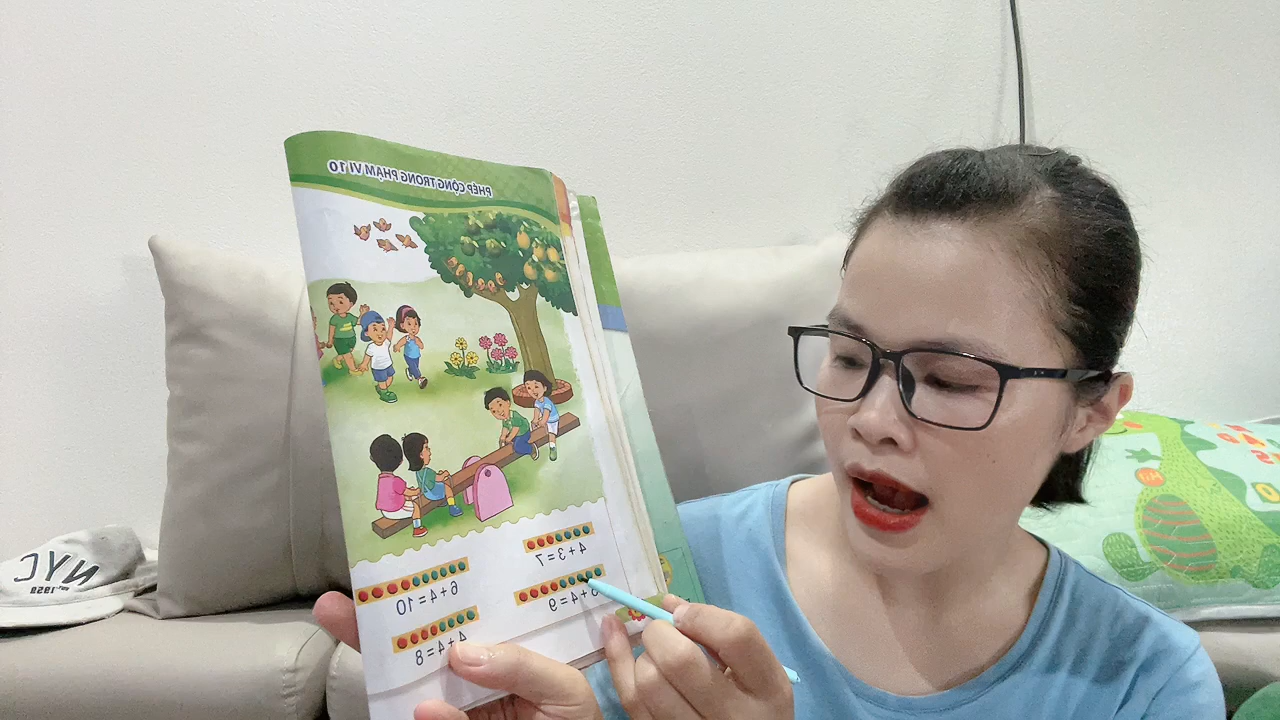 PHÉP CỘNG TRONG PHẠM VI 10
4+3=7
6+4=10
5+4=9
4+4=8
NYC
1958